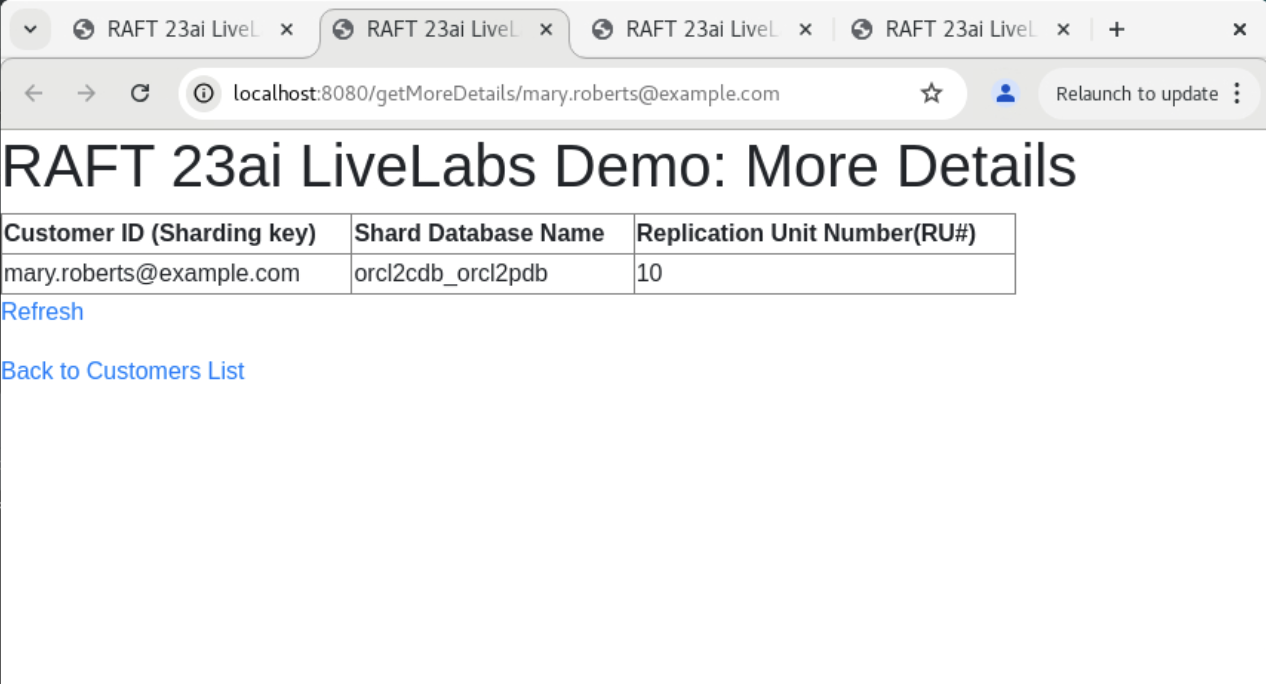 RAFT 23ai LiveL RAFT 23ai LiveL RAFT 23ai LiveL RAFT 23ai LiveL
localhost:8080/getMoreDetails/mary.roberts@example.com Relaunch to update
RAFT 23ai LiveLabs Demo: More Details
Customer ID (Sharding key) Shard Database Name Replication Unit Number(RU#)
mary.roberts@example.com orcl2cdb_orcl2pdb 10
Refresh
Back to Customers List